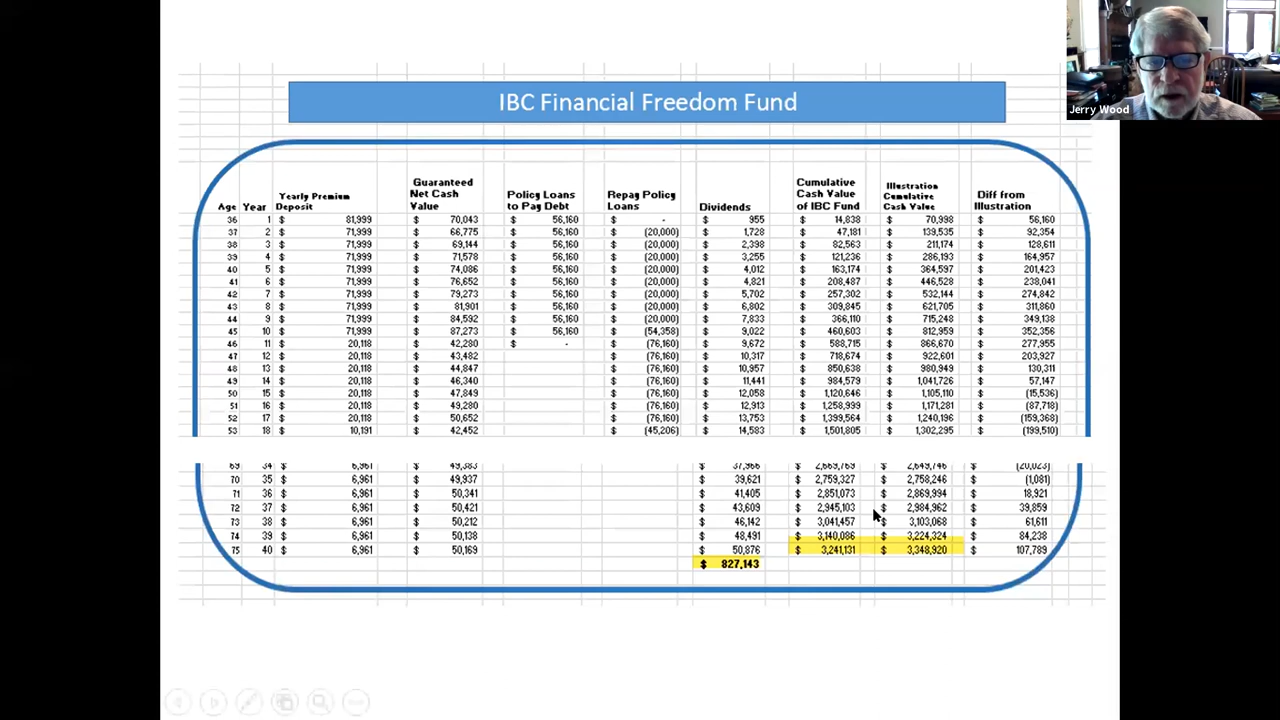 Jerry Wood
IBC Financial Freedom Fund
Age Year Yearly Premium Deposit Guaranteed Net Cash Value Policy Loans to Pay Debt Repay Policy Loans Dividends Cumulative Cash Value of IBC Fund Illustration Cumulative Cash Value Diff from Illustration
36 1 $ 81,999 $ 70,043 $ 56,160 $ - $ 955 $ 14,838 $ 70,998 $ 56,160
37 2 $ 71,999 $ 66,775 $ 56,160 $ (20,000) $ 1,728 $ 47,181 $ 139,535 $ 92,354
38 3 $ 71,999 $ 69,144 $ 56,160 $ (20,000) $ 2,398 $ 82,563 $ 211,174 $ 128,611
39 4 $ 71,999 $ 71,578 $ 56,160 $ (20,000) $ 3,255 $ 121,236 $ 286,193 $ 164,957
40 5 $ 71,999 $ 74,086 $ 56,160 $ (20,000) $ 4,012 $ 163,174 $ 364,597 $ 201,423
41 6 $ 71,999 $ 76,652 $ 56,160 $ (20,000) $ 4,821 $ 208,487 $ 446,528 $ 238,041
42 7 $ 71,999 $ 79,273 $ 56,160 $ (20,000) $ 5,702 $ 257,302 $ 532,144 $ 274,842
43 8 $ 71,999 $ 81,901 $ 56,160 $ (20,000) $ 6,802 $ 309,845 $ 621,705 $ 311,860
44 9 $ 71,999 $ 84,592 $ 56,160 $ (20,000) $ 7,833 $ 366,110 $ 715,248 $ 349,138
45 10 $ 71,999 $ 87,273 $ 56,160 $ (54,358) $ 9,022 $ 460,603 $ 812,959 $ 352,356
46 11 $ 20,118 $ 42,280 $ - $ (76,160) $ 9,672 $ 588,715 $ 866,670 $ 277,955
47 12 $ 20,118 $ 43,482 $ (76,160) $ 10,317 $ 718,674 $ 922,601 $ 203,927
48 13 $ 20,118 $ 44,847 $ (76,160) $ 10,957 $ 850,638 $ 980,949 $ 130,311
49 14 $ 20,118 $ 46,340 $ (76,160) $ 11,441 $ 984,579 $ 1,041,726 $ 57,147
50 15 $ 20,118 $ 47,849 $ (76,160) $ 12,058 $ 1,120,646 $ 1,105,110 $ (15,536)
51 16 $ 20,118 $ 49,280 $ (76,160) $ 12,913 $ 1,258,999 $ 1,171,281 $ (87,718)
52 17 $ 20,118 $ 50,652 $ (76,160) $ 13,753 $ 1,399,564 $ 1,240,196 $ (159,368)
53 18 $ 10,191 $ 42,452 $ (45,206) $ 14,583 $ 1,501,805 $ 1,302,295 $ (199,510)
69 34 $ 6,961 $ 49,383 $ 37,966 $ 2,669,769 $ 2,649,746 $ (20,023)
70 35 $ 6,961 $ 49,937 $ 39,621 $ 2,759,327 $ 2,758,246 $ (1,081)
71 36 $ 6,961 $ 50,341 $ 41,405 $ 2,851,073 $ 2,869,994 $ 18,921
72 37 $ 6,961 $ 50,421 $ 43,609 $ 2,945,103 $ 2,984,962 $ 39,859
73 38 $ 6,961 $ 50,212 $ 46,142 $ 3,041,457 $ 3,103,068 $ 61,611
74 39 $ 6,961 $ 50,138 $ 48,491 $ 3,140,086 $ 3,224,324 $ 84,238
75 40 $ 6,961 $ 50,169 $ 50,876 $ 3,241,131 $ 3,348,920 $ 107,789
$ 827,143